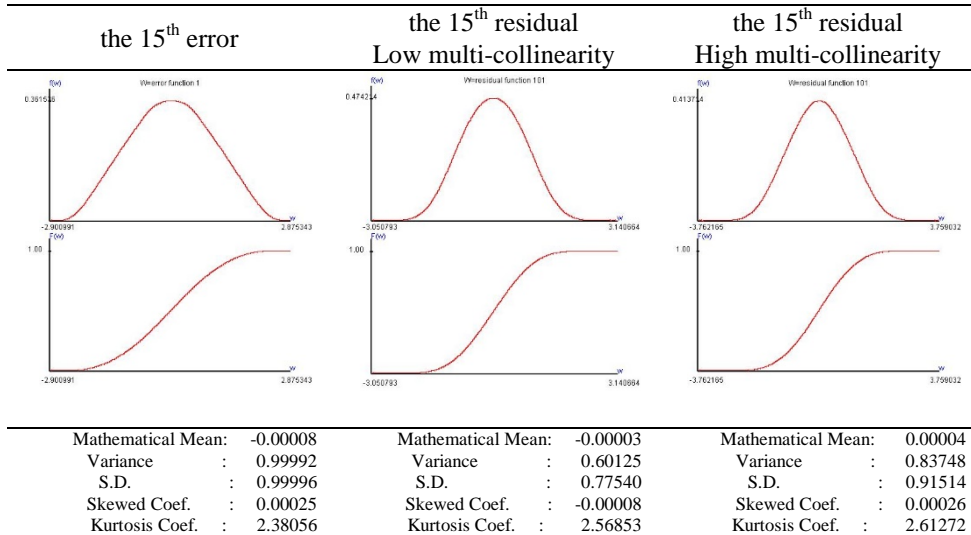 the 15th error
the 15th residual
Low multi-collinearity
the 15th residual
High multi-collinearity
f(w)
W=error function 1
0.381536
w
-2.900991
2.875343
f(w)
W=residual function 101
w
-3.050793
3.140664
f(w)
W=residual function 101
w
-3.762165
3.759032
F(w)
1.00
w
-2.900991
2.875343
F(w)
1.00
w
-3.050793
3.140664
F(w)
1.00
w
-3.762165
3.759032
Mathematical Mean: -0.00008
Variance : 0.99992
S.D. : 0.99996
Skewed Coef. : 0.00025
Kurtosis Coef. : 2.38056
Mathematical Mean: -0.00003
Variance : 0.60125
S.D. : 0.77540
Skewed Coef. : -0.00008
Kurtosis Coef. : 2.56853
Mathematical Mean: 0.00004
Variance : 0.83748
S.D. : 0.91514
Skewed Coef. : 0.00026
Kurtosis Coef. : 2.61272